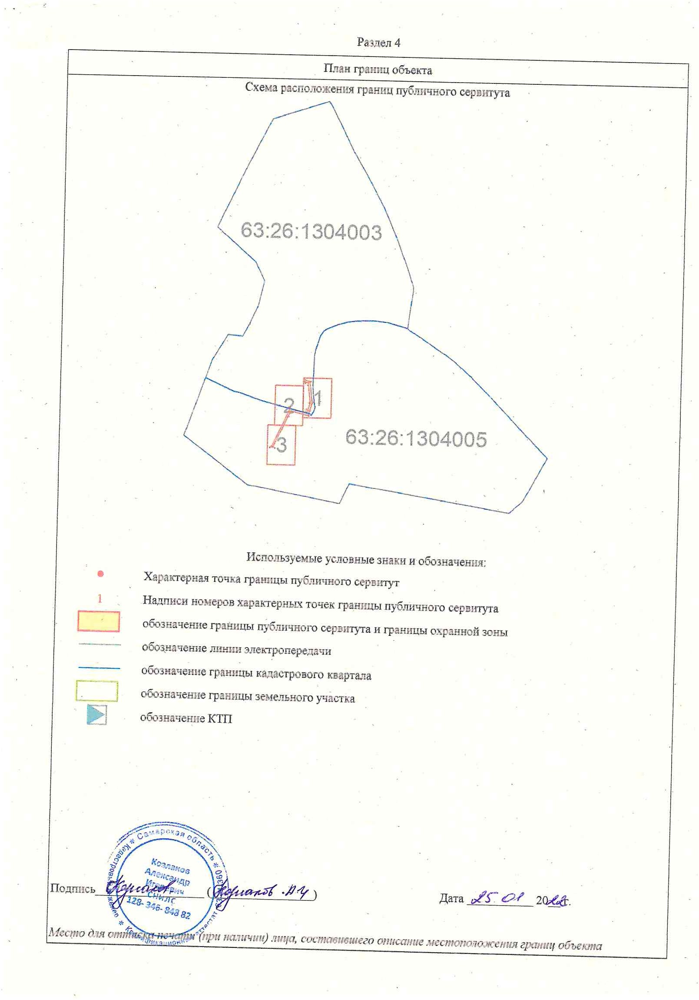 Раздел 4
План границ объекта
Схема расположения границ публичного сервитута
63:26:1304003
1
2
3
63:26:1304005
Используемые условные знаки и обозначения:
Характерная точка границы публичного сервитут
1 Надписи номеров характерных точек границы публичного сервитута
обозначение границы публичного сервитута и границы охранной зоны
обозначение линии электропередачи
обозначение границы кадастрового квартала
обозначение границы земельного участка
обозначение КТП
* Самарская область *
Козлаков
Александр
Игоревич
СНИЛС
128-346-848 82
Подпись ( )
Дата 25 01 2022г.
Место для оттиска печати (при наличии) лица, составившего описание местоположения границ объекта